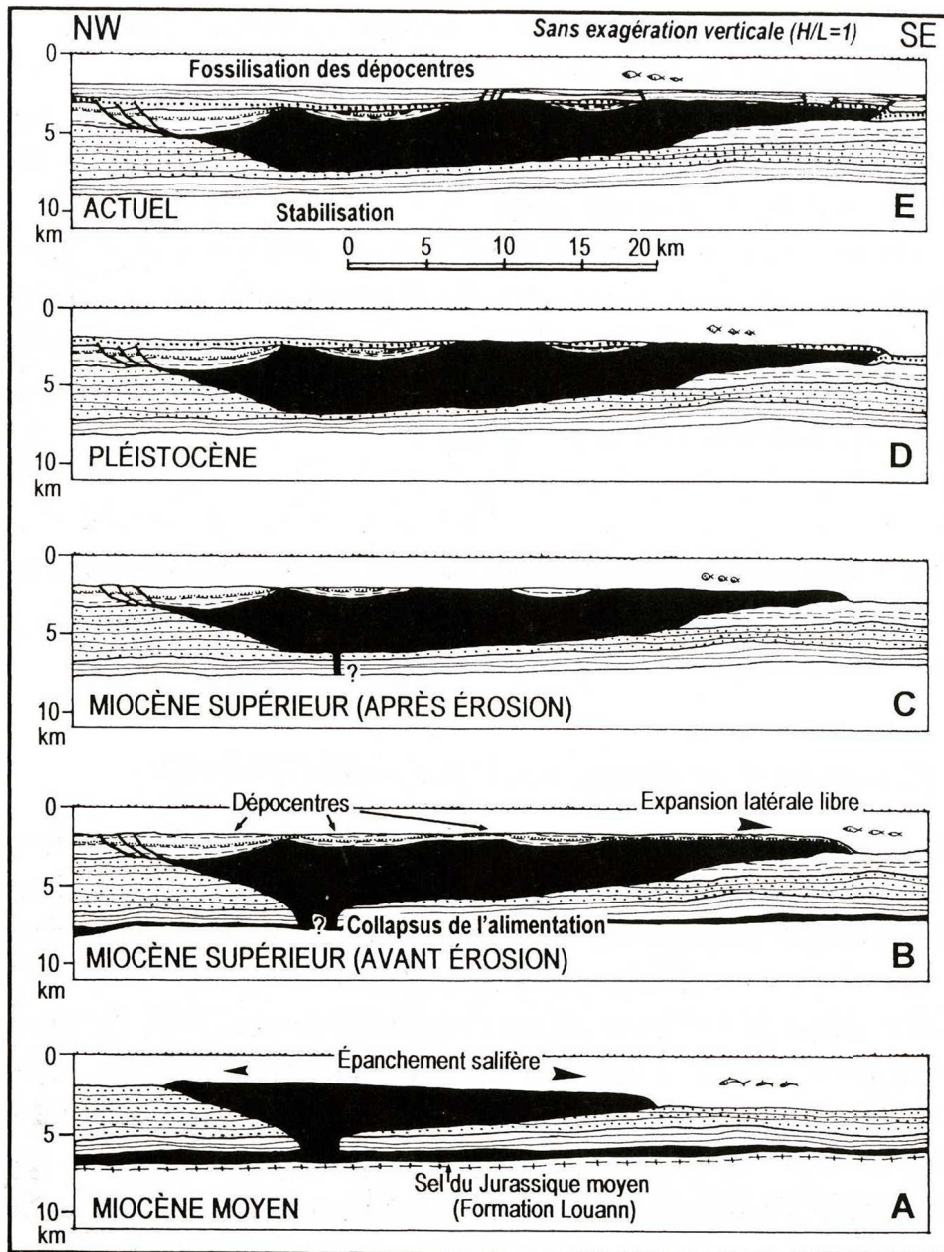 NW
Sans exagération verticale (H/L=1)
SE
0
Fossilisation des dépocentres
5
10
km
ACTUEL
Stabilisation
E
0 5 10 15 20 km
0
5
10
km
PLÉISTOCÈNE
D
0
5
?
10
km
MIOCÈNE SUPÉRIEUR (APRÈS ÉROSION)
C
0
Dépocentres
Expansion latérale libre
5
? Collapsus de l'alimentation
10
km
MIOCÈNE SUPÉRIEUR (AVANT ÉROSION)
B
0
Épanchement salifère
5
Sel du Jurassique moyen
(Formation Louann)
10
km
MIOCÈNE MOYEN
A